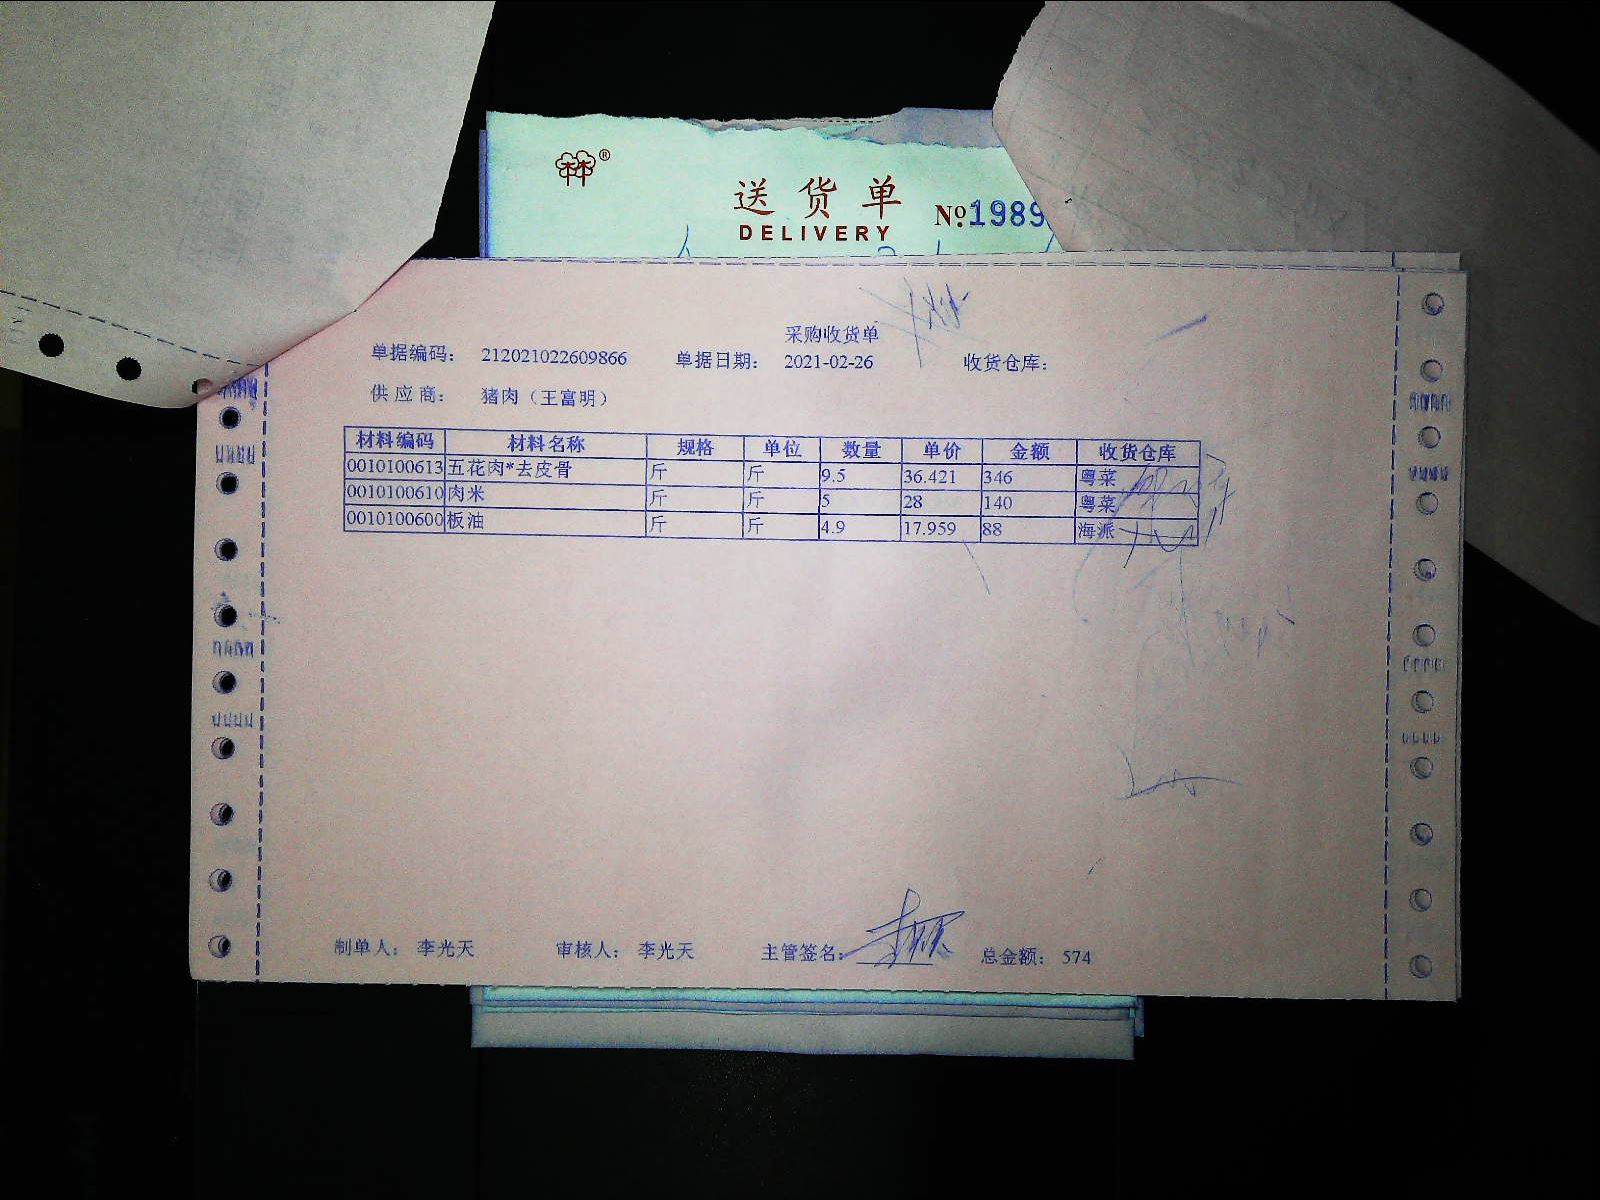 林林®
送货单
DELIVERY
No.1989
采购收货单
单据编码： 212021022609866 单据日期： 2021-02-26 收货仓库：
供应商： 猪肉（王富明）
材料编码 材料名称 规格 单位 数量 单价 金额 收货仓库
0010100613 五花肉*去皮骨 斤 斤 9.5 36.421 346 粤菜
0010100610 肉米 斤 斤 5 28 140 粤菜
0010100600 板油 斤 斤 4.9 17.959 88 海派
制单人： 李光天 审核人： 李光天 主管签名： 总金额： 574